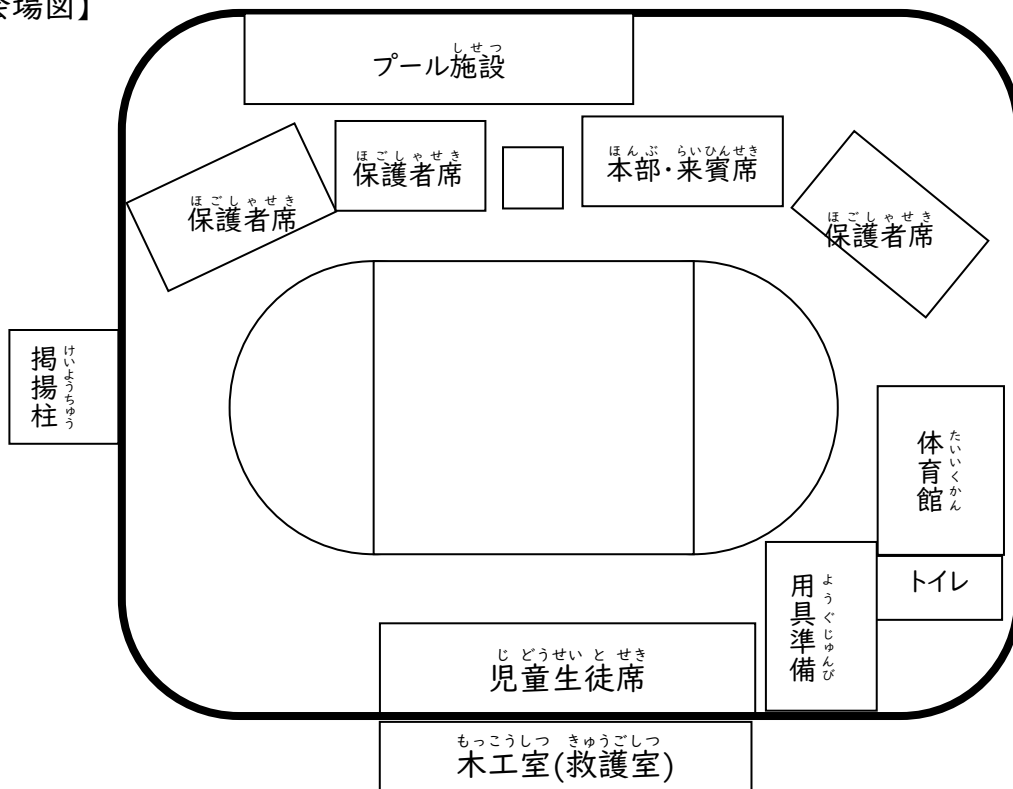 会場図】
プール施設
しせつ
保護者席
ほごしゃせき
本部・来賓席
ほんぶ らいひんせき
保護者席
ほごしゃせき
保護者席
ほごしゃせき
掲揚柱
けいようちゅう
体育館
たいいくかん
トイレ
用具準備
ようぐじゅんび
児童生徒席
じどうせいとせき
木工室(救護室)
もっこうしつ きゅうごしつ